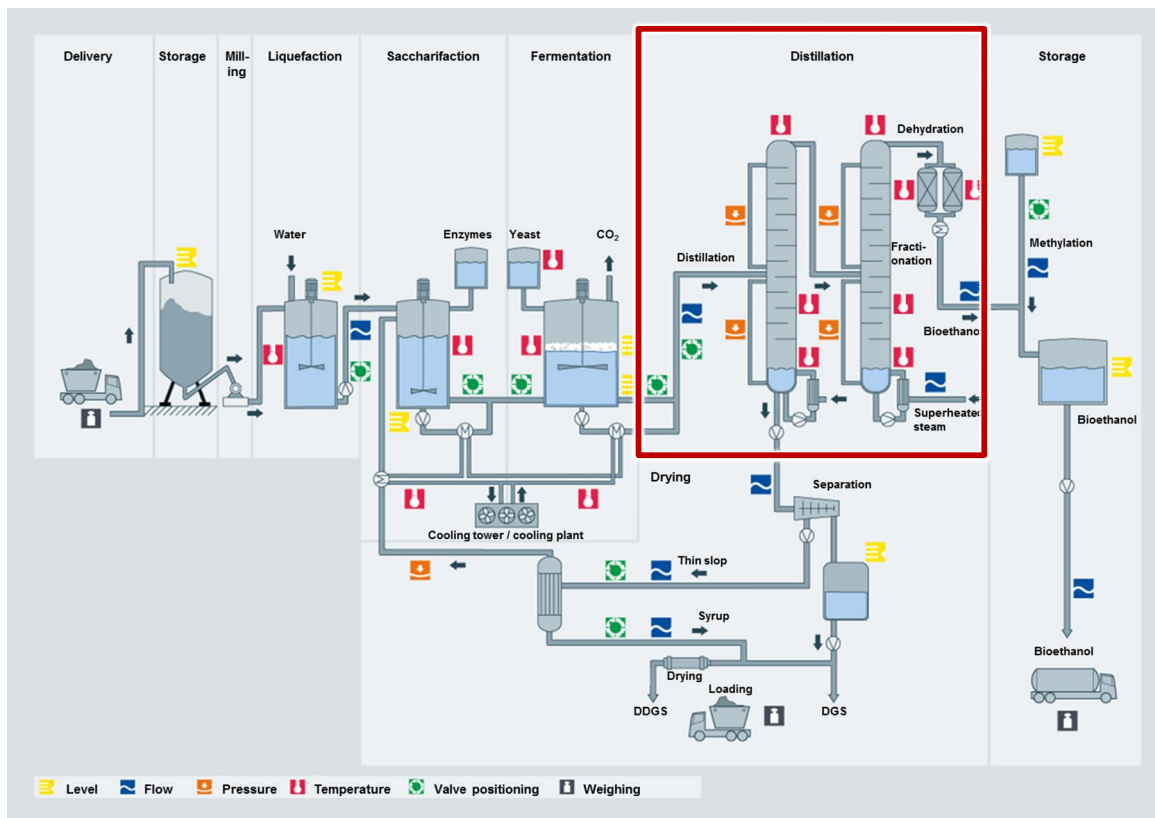 Delivery
Storage
Mill-
ing
Liquefaction
Saccharifaction
Fermentation
Distillation
Storage
Dehydration
Water
Enzymes
Yeast
CO₂
Distillation
Fracti-
onation
Methylation
Bioethano
Superheated
steam
Bioethanol
Drying
Separation
Cooling tower / cooling plant
Thin slop
Syrup
Drying
Loading
DDGS
DGS
Bioethanol
Level
Flow
Pressure
Temperature
Valve positioning
Weighing